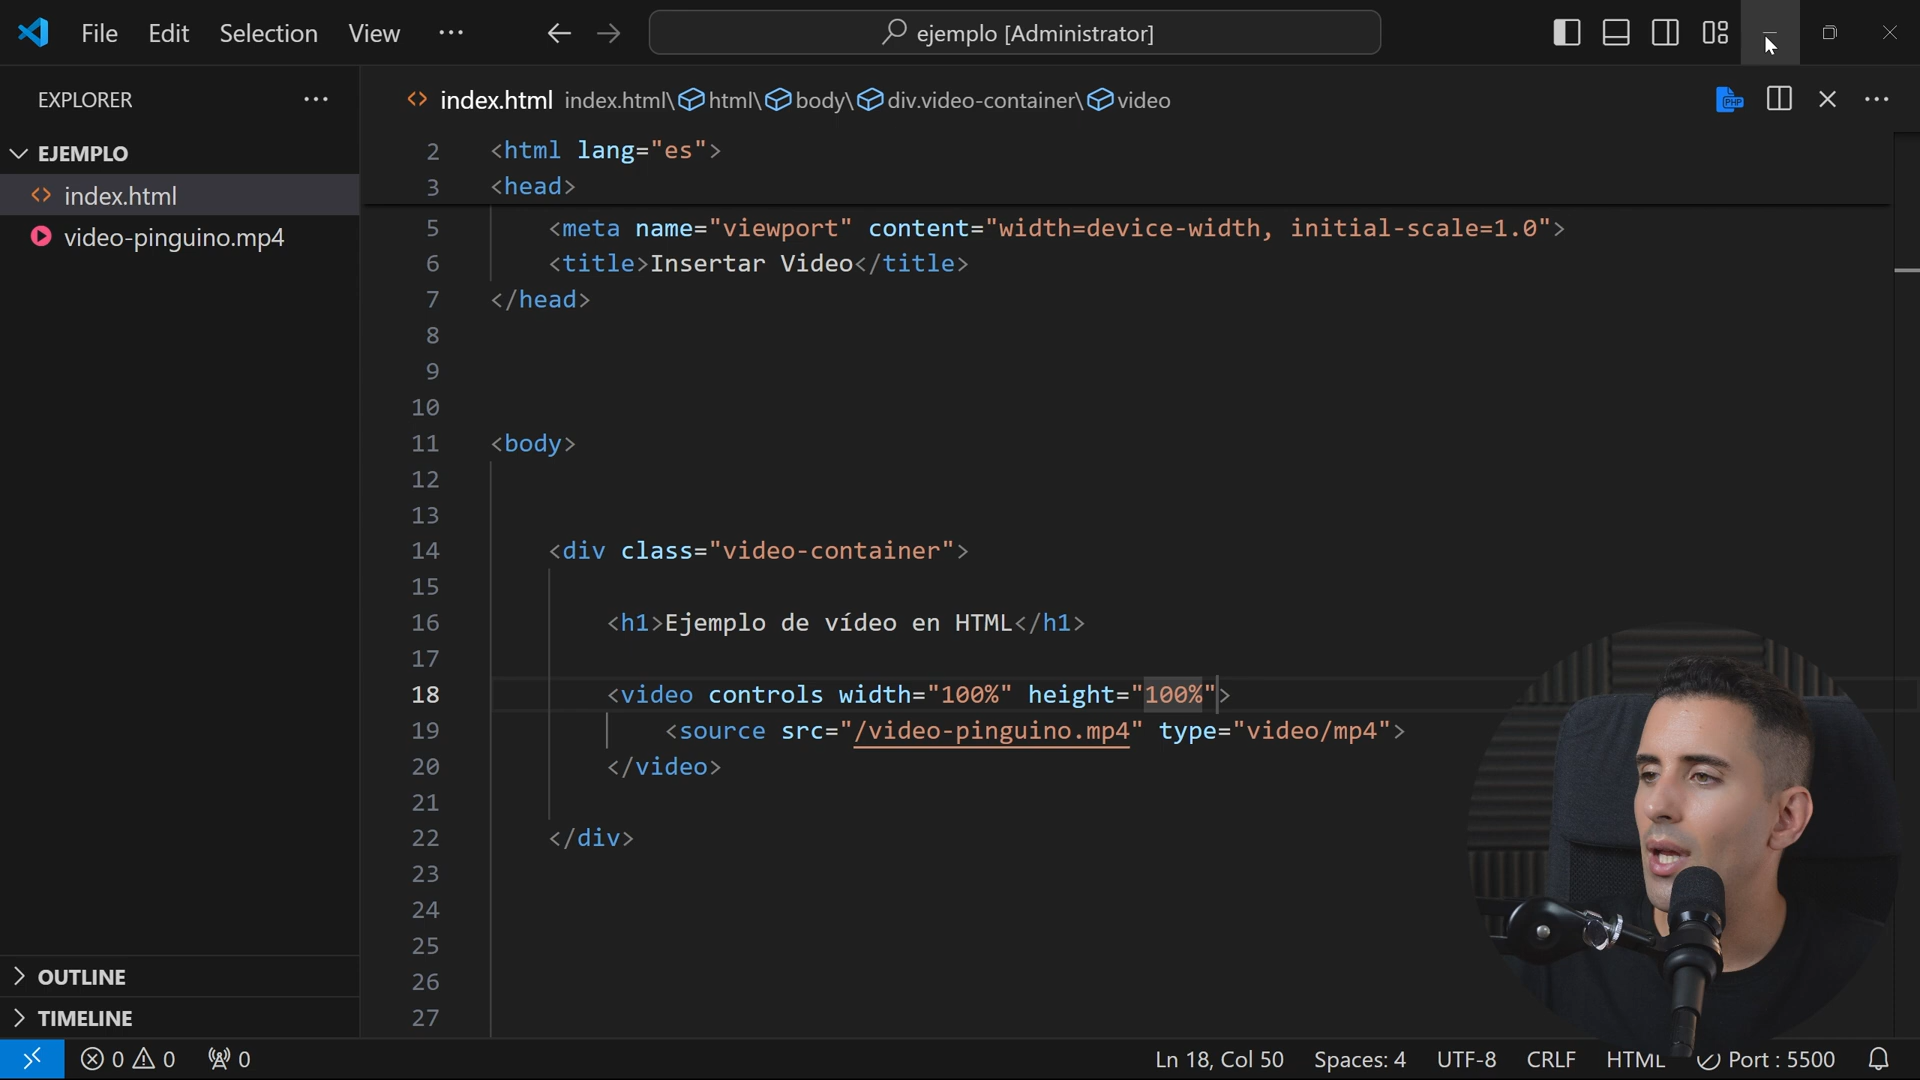 File Edit Selection View ···
ejemplo [Administrator]
EXPLORER ···
EJEMPLO
index.html
video-pinguino.mp4
OUTLINE
TIMELINE
index.html index.html\html\body\div.video-container\video
PHP
2 <html lang="es">
3 <head>
5 <meta name="viewport" content="width=device-width, initial-scale=1.0">
6 <title>Insertar Video</title>
7 </head>
8
9
10
11 <body>
12
13
14 <div class="video-container">
15
16 <h1>Ejemplo de vídeo en HTML</h1>
17
18 <video controls width="100%" height="100%">
19 <source src="/video-pinguino.mp4" type="video/mp4">
20 </video>
21
22 </div>
23
24
25
26
27
0 0 0
Ln 18, Col 50 Spaces: 4 UTF-8 CRLF HTML Port : 5500